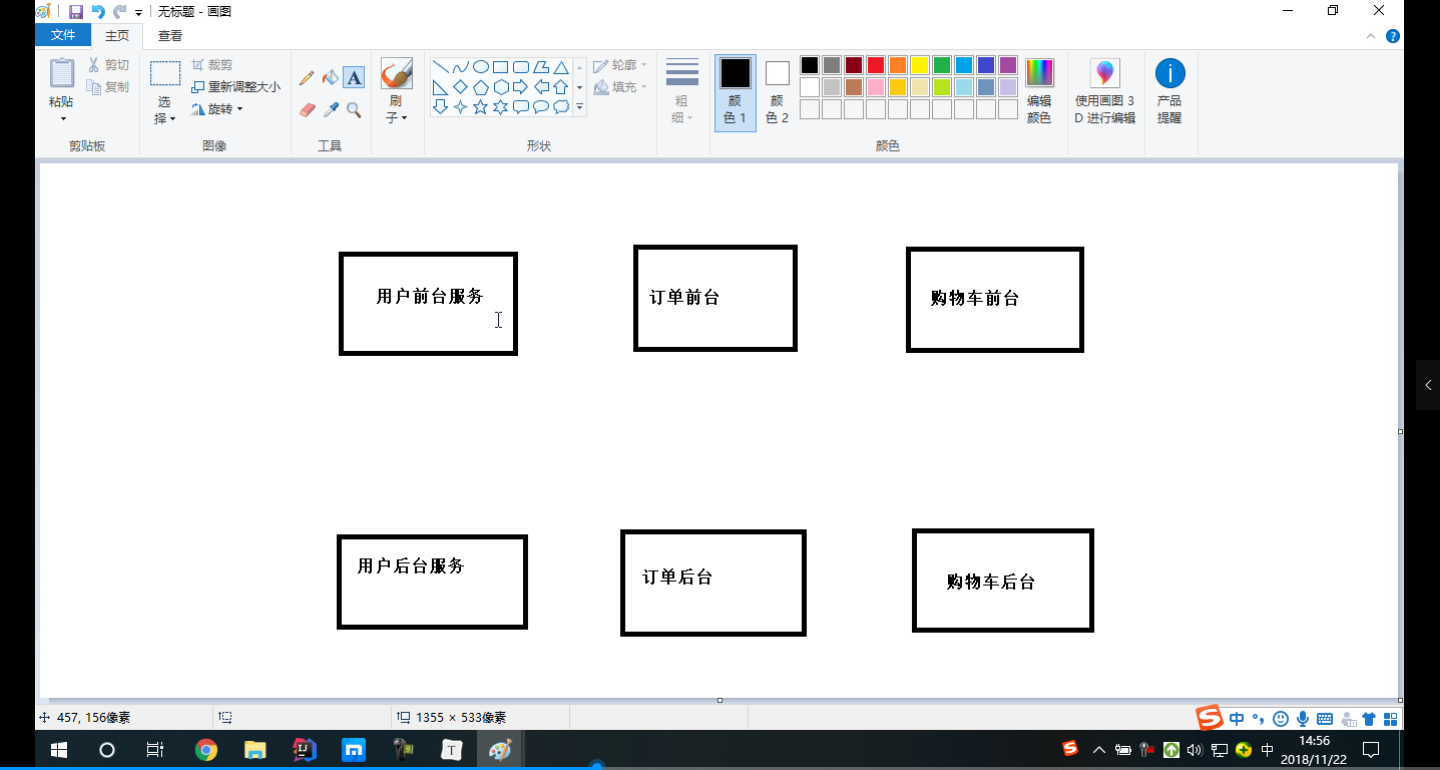 无标题 - 画图
文件 主页 查看
粘贴
剪切
复制
剪贴板
选择
裁剪
重新调整大小
旋转
图像
A
工具
刷子
形状
轮廓
填充
粗细
颜色 1
颜色 2
颜色
编辑颜色
使用画图 3D 进行编辑
产品提醒
用户前台服务
订单前台
购物车前台
用户后台服务
订单后台
购物车后台
457, 156像素
1355 × 533像素
中
中
14:56
2018/11/22